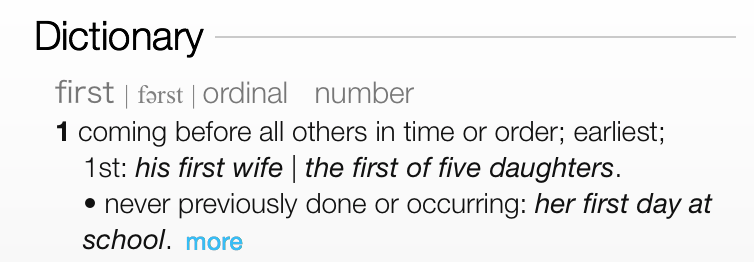 Dictionary
first | fərst | ordinal number
1 coming before all others in time or order; earliest;
1st: his first wife | the first of five daughters.
• never previously done or occurring: her first day at
school. more